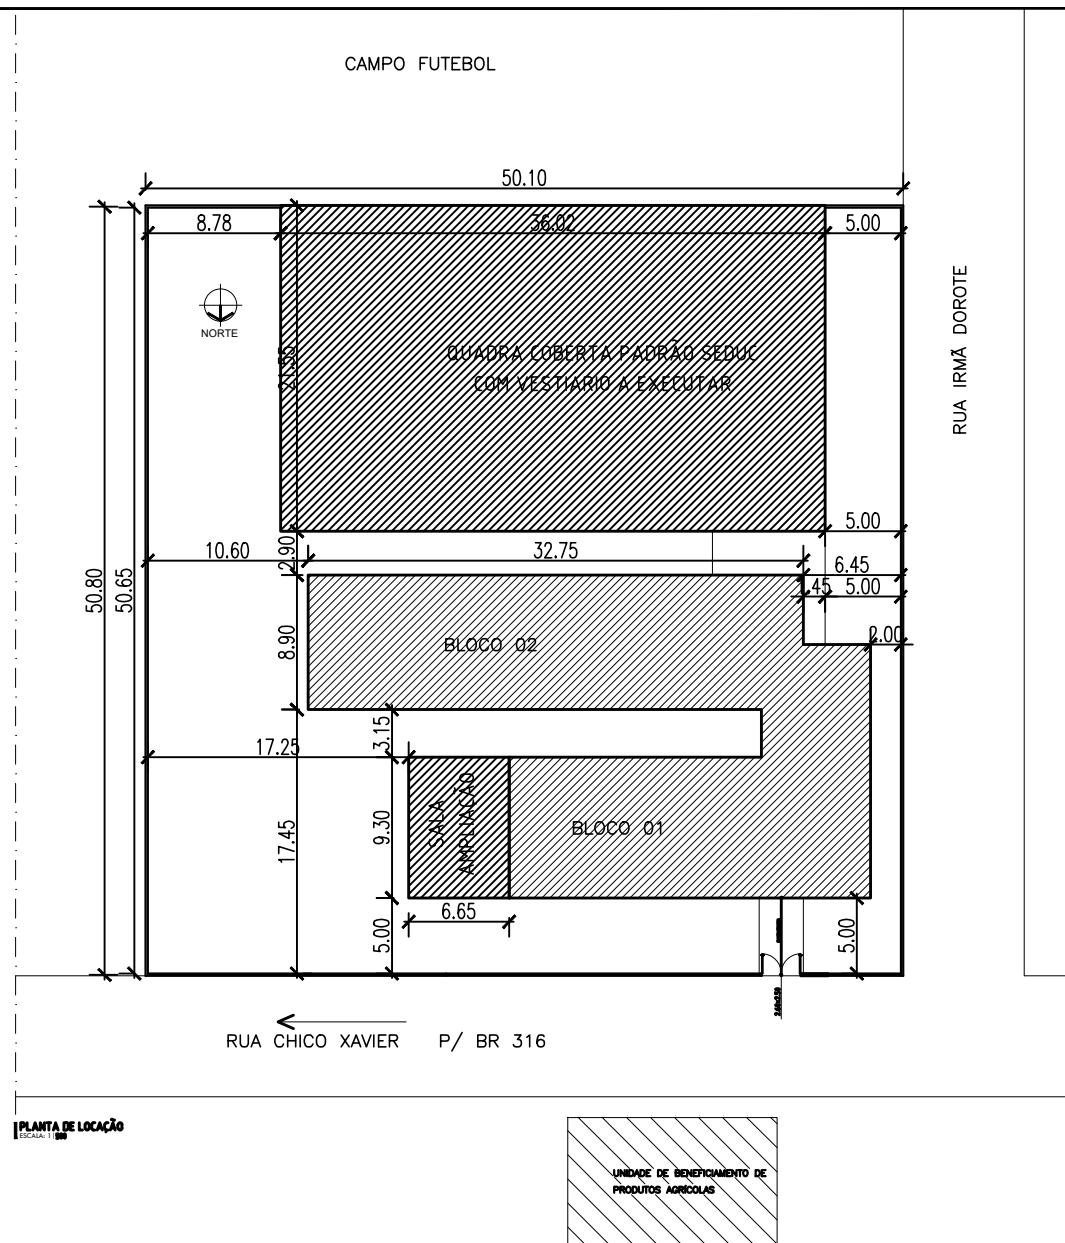 CAMPO FUTEBOL
50.10
8.78
36.02
5.00
RUA IRMÃ DOROTE
NORTE
21.55
QUADRA COBERTA PADRÃO SEDUC
COM VESTIARIO A EXECUTAR
5.00
10.60
2.90
32.75
6.45
.45
5.00
50.80
50.65
8.90
BLOCO 02
2.00
3.15
17.25
17.45
9.30
SALA
AMPLIAÇÃO
BLOCO 01
6.65
5.00
5.00
RUA CHICO XAVIER P/ BR 316
PLANTA DE LOCAÇÃO
ESCALA: 1|
UNIDADE DE BENEFICIAMENTO DE
PRODUTOS AGRÍCOLAS